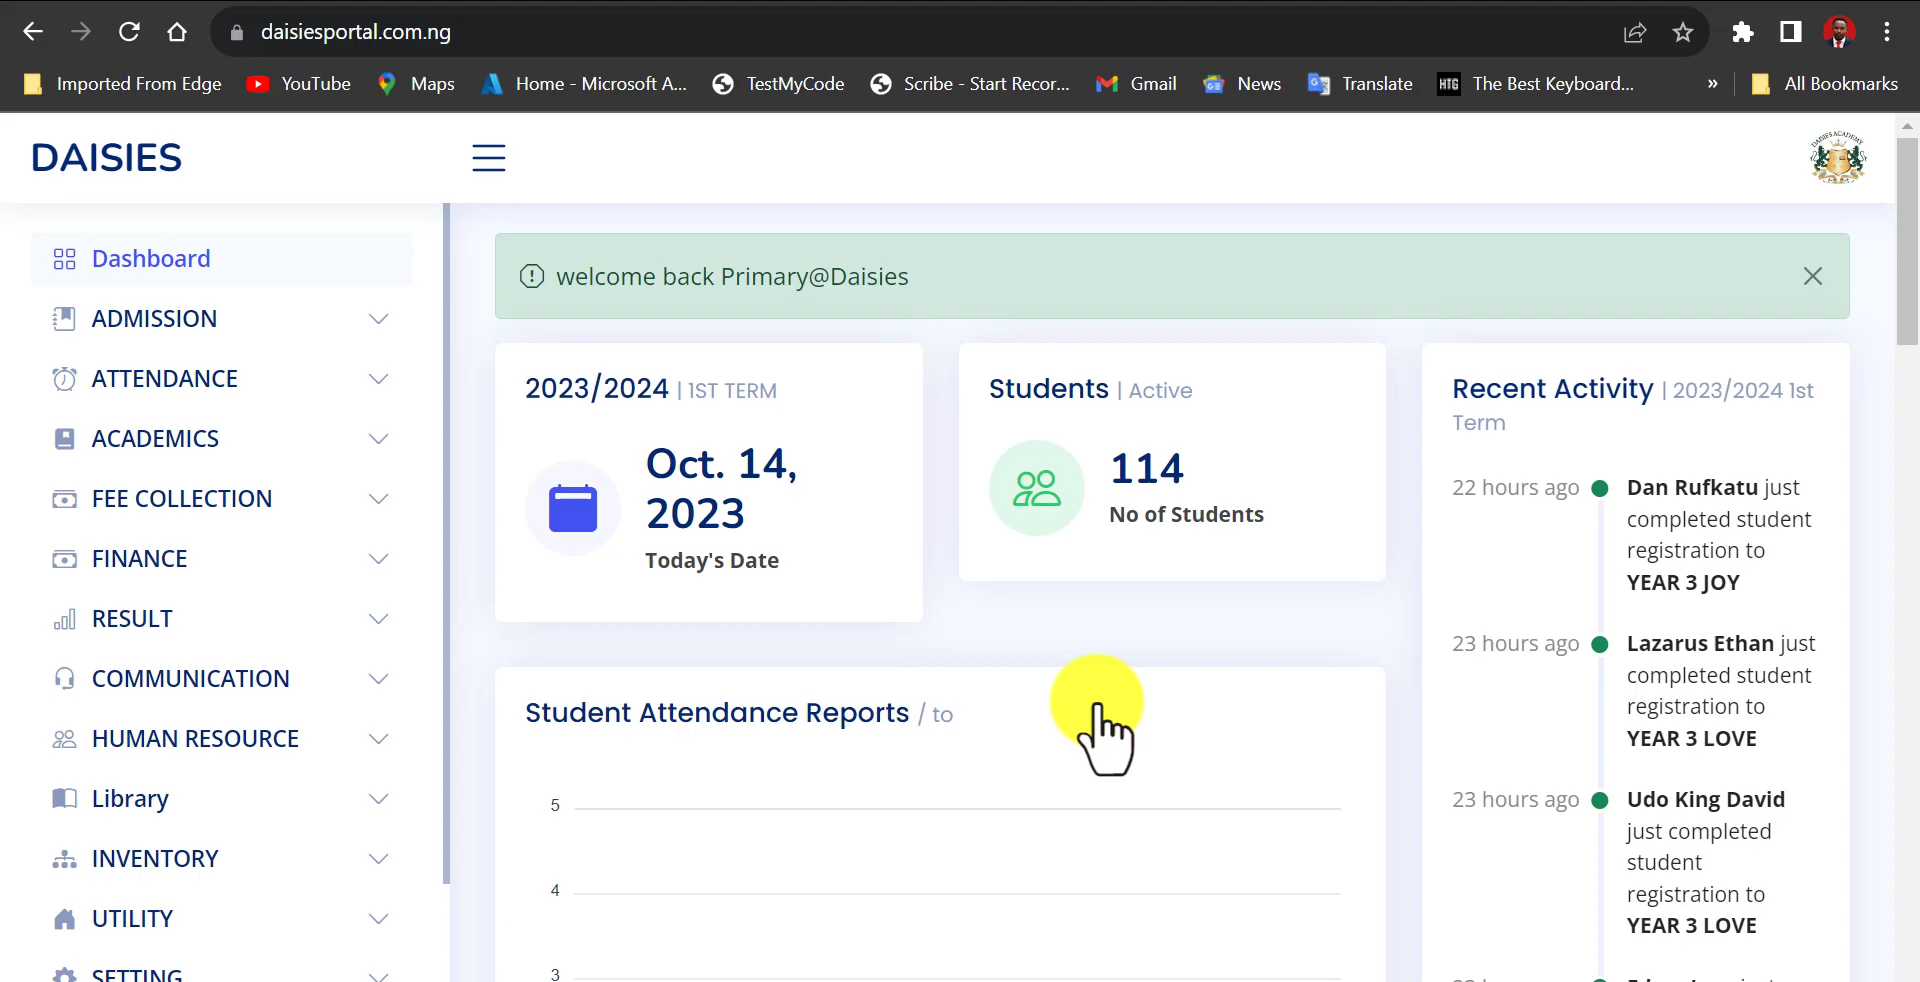 daisiesportal.com.ng
Imported From Edge
YouTube
Maps
Home - Microsoft A...
TestMyCode
Scribe - Start Recor...
Gmail
News
Translate
HTG
The Best Keyboard...
»
All Bookmarks
DAISIES
DAISIES ACADEMY
Dashboard
ADMISSION
ATTENDANCE
ACADEMICS
FEE COLLECTION
FINANCE
RESULT
COMMUNICATION
HUMAN RESOURCE
Library
INVENTORY
UTILITY
SETTING
welcome back Primary@Daisies
2023/2024 | 1ST TERM
Oct. 14,
2023
Today's Date
Students | Active
114
No of Students
Student Attendance Reports / to
5
4
3
Recent Activity | 2023/2024 1st
Term
22 hours ago
Dan Rufkatu just
completed student
registration to
YEAR 3 JOY
23 hours ago
Lazarus Ethan just
completed student
registration to
YEAR 3 LOVE
23 hours ago
Udo King David
just completed
student
registration to
YEAR 3 LOVE